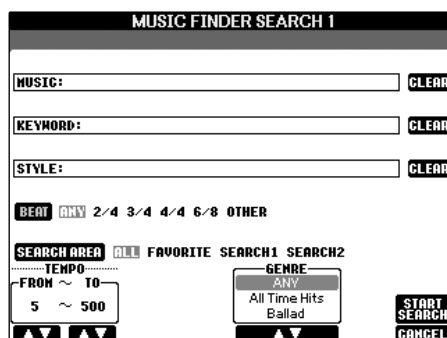 MUSIC FINDER SEARCH 1
MUSIC: CLEAR
KEYWORD: CLEAR
STYLE: CLEAR
BEAT ANY 2/4 3/4 4/4 6/8 OTHER
SEARCH AREA ALL FAVORITE SEARCH1 SEARCH2
TEMPO
FROM ~ TO
5 ~ 500
GENRE
ANY
All Time Hits
Ballad
START
SEARCH
CANCEL